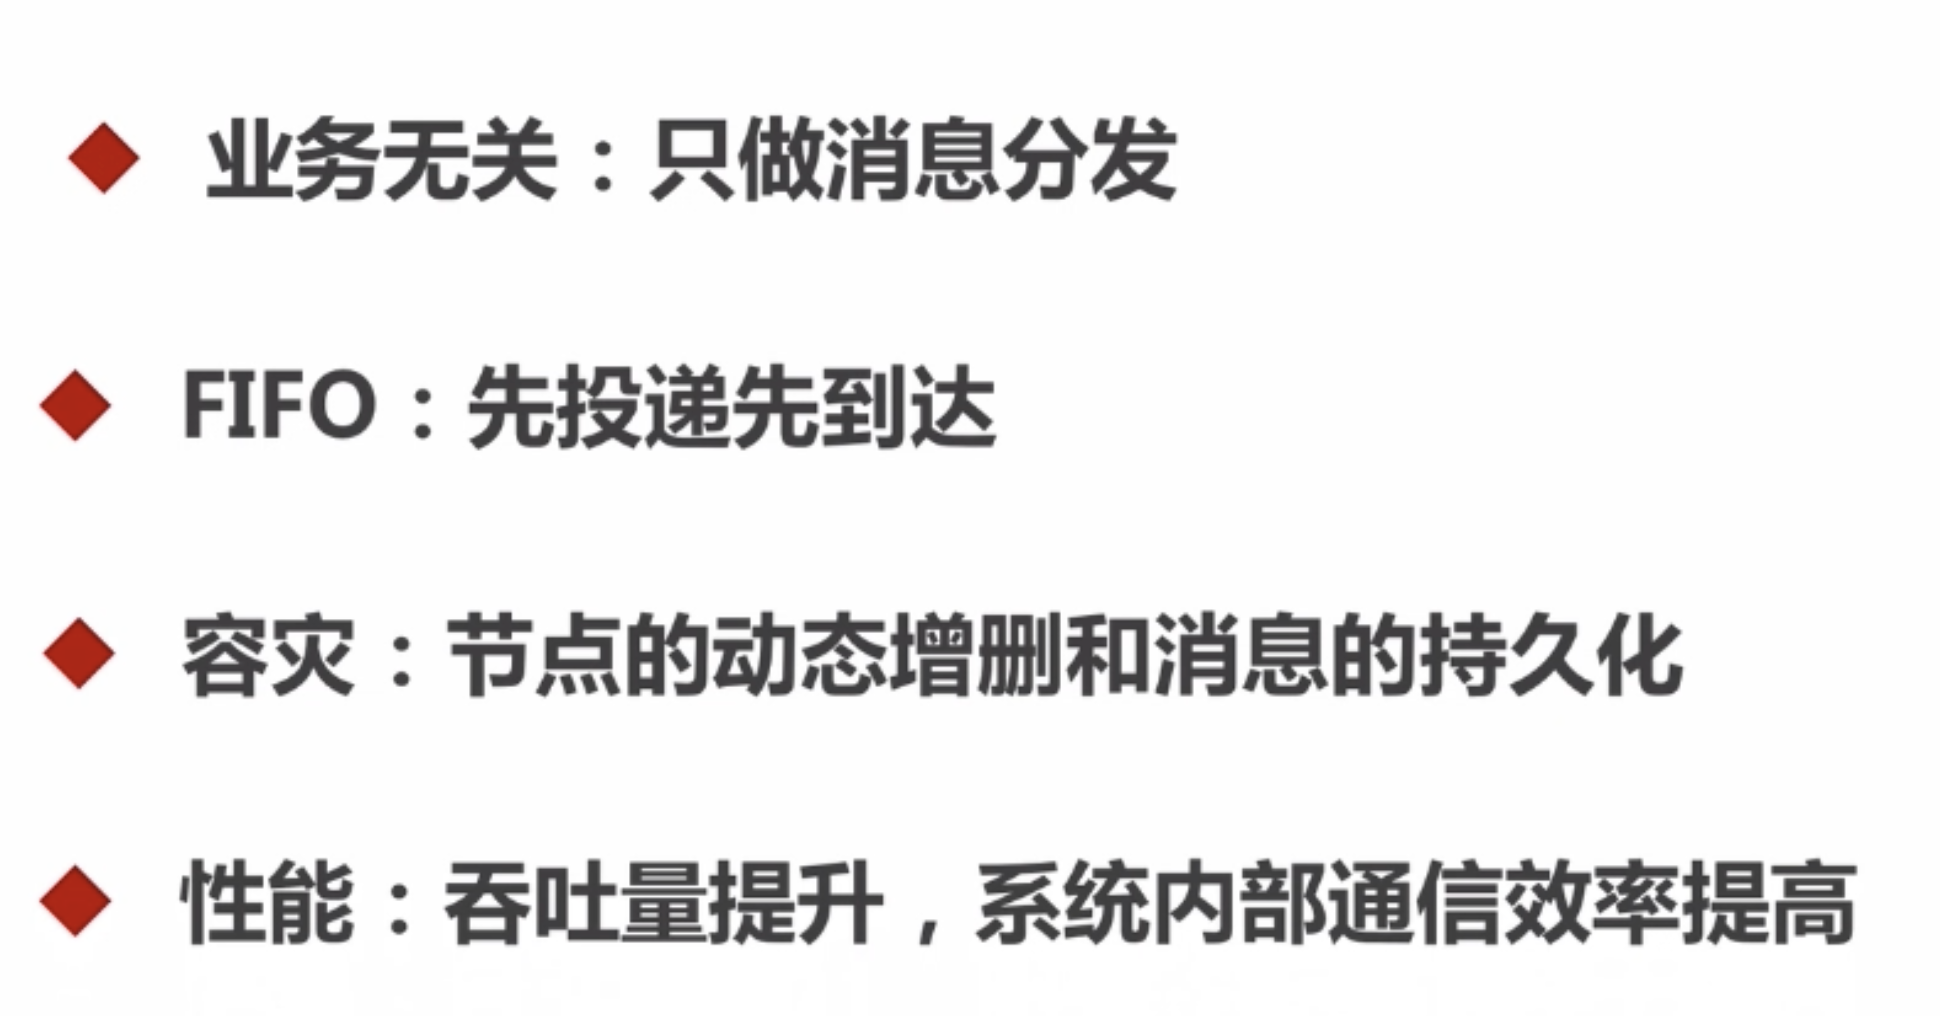 业务无关：只做消息分发
FIFO：先投递先到达
容灾：节点的动态增删和消息的持久化
性能：吞吐量提升，系统内部通信效率提高